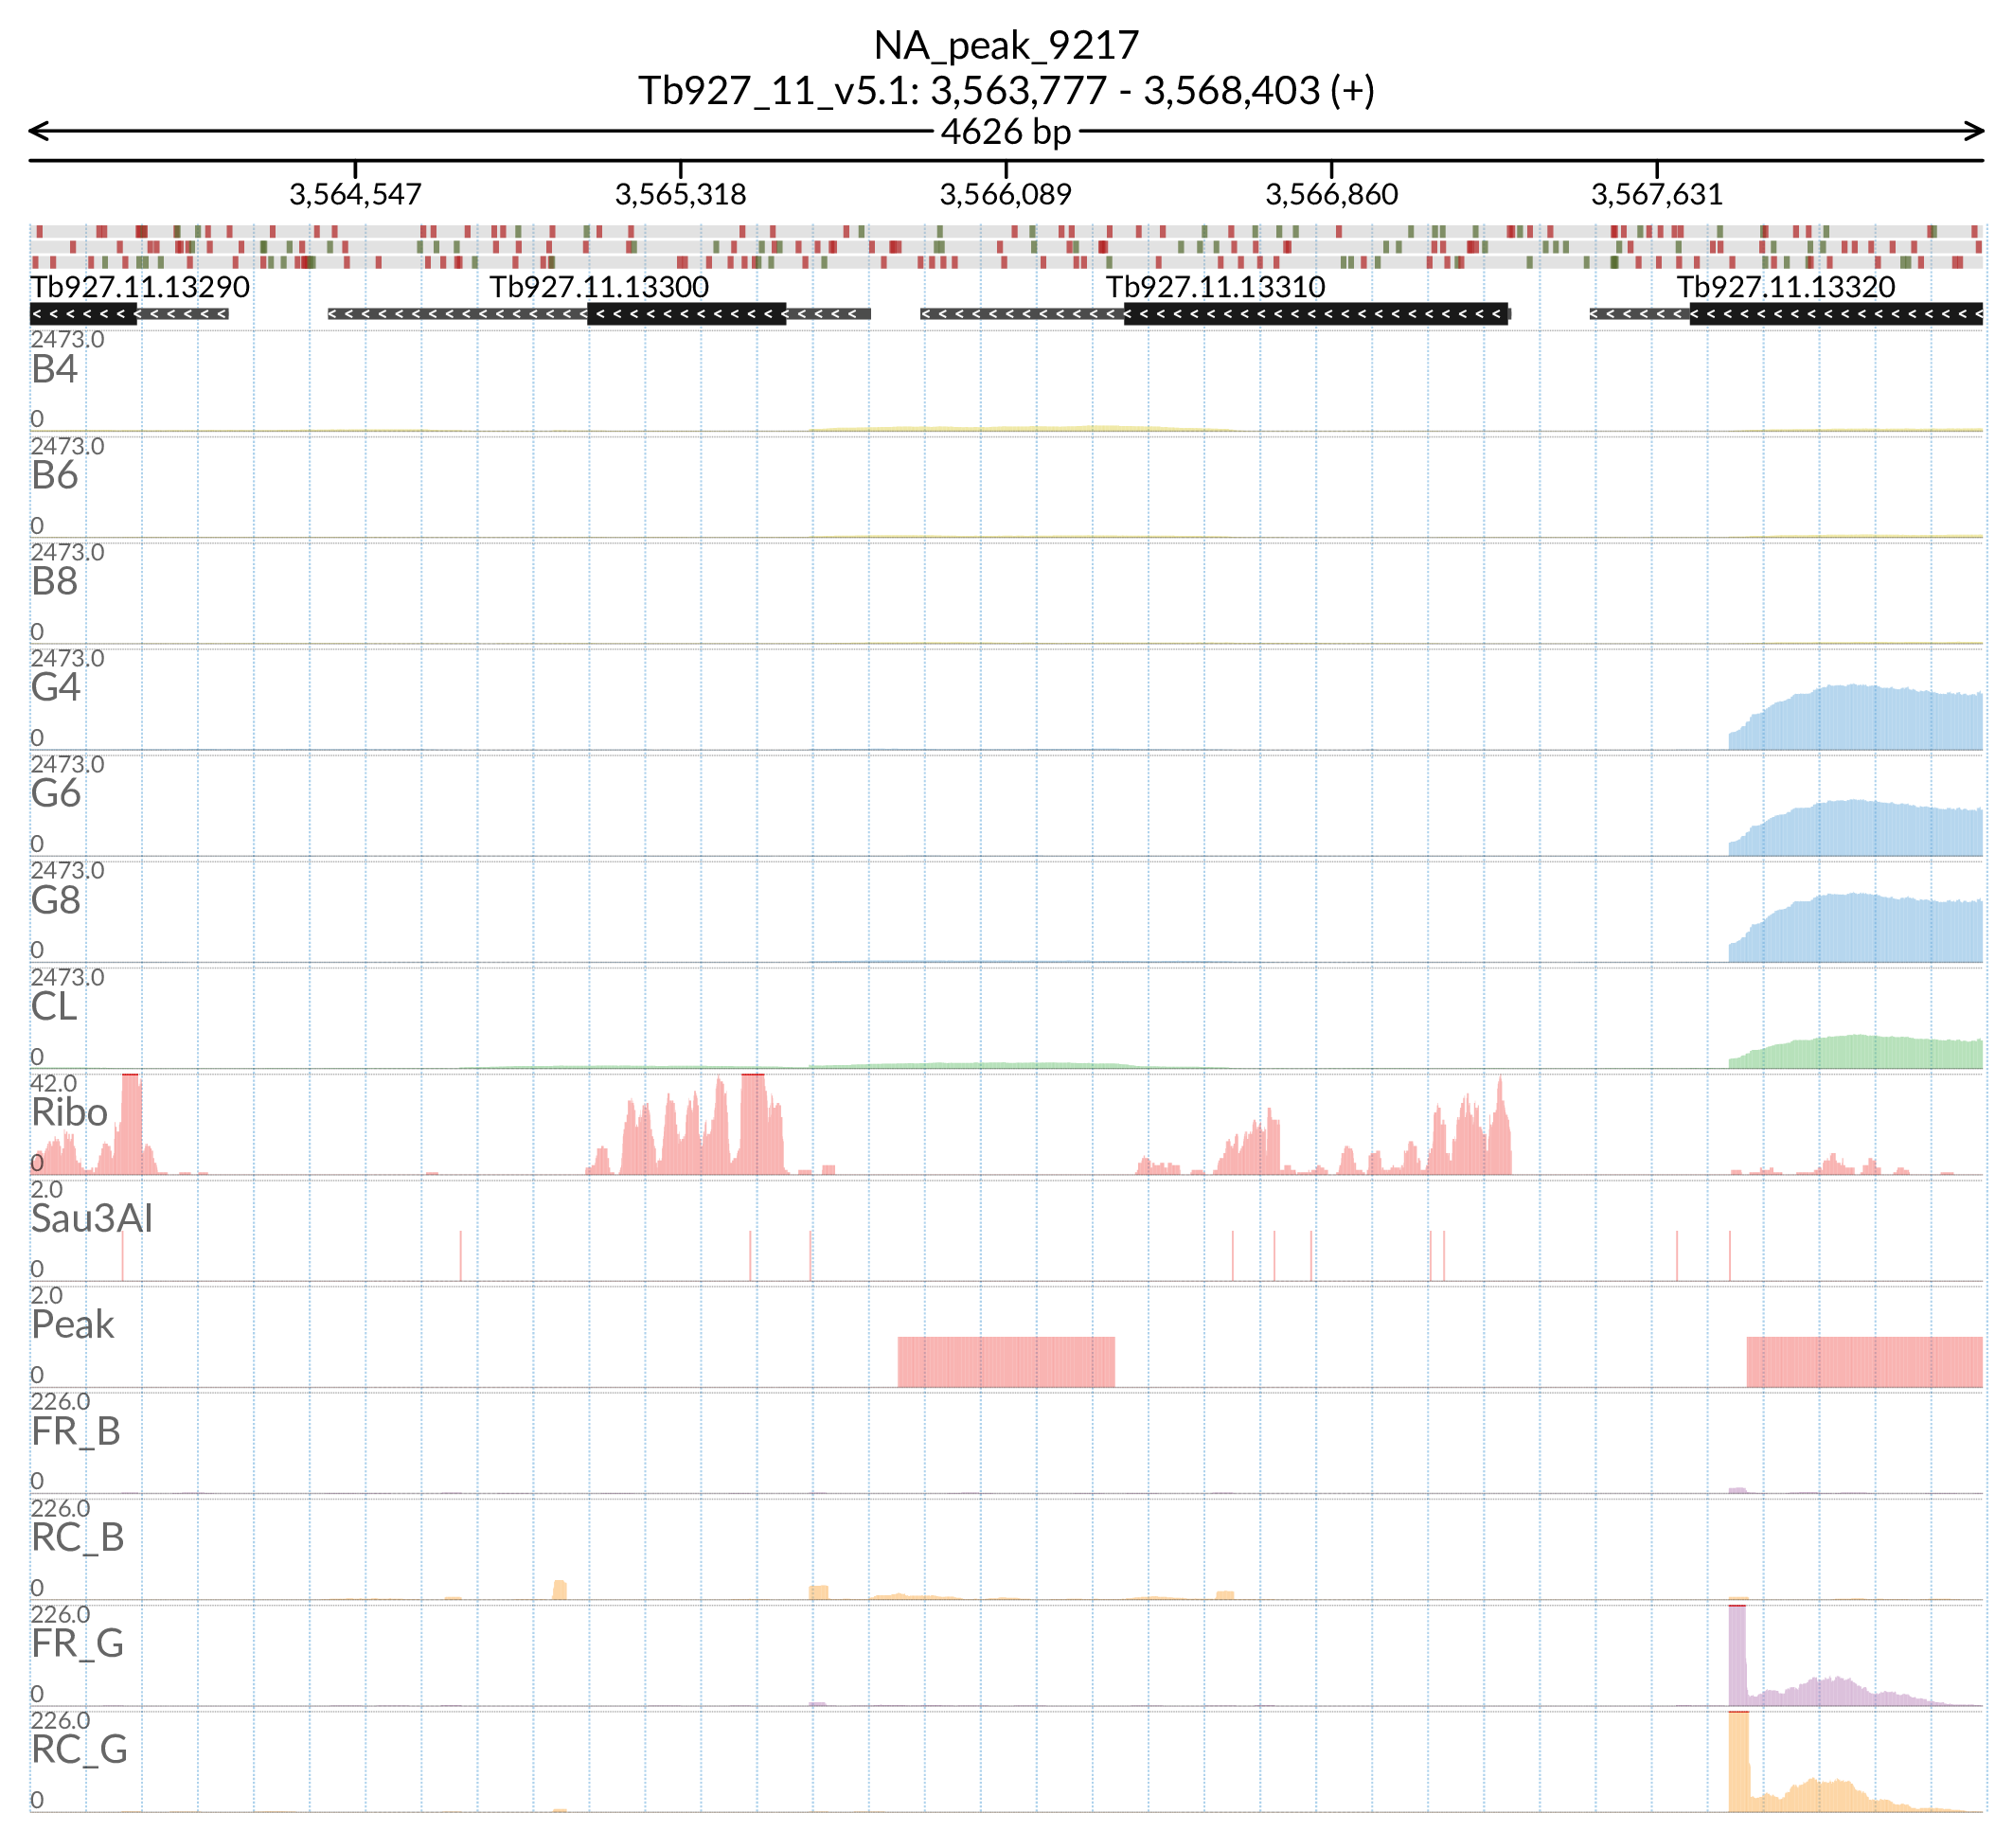 NA_peak_9217
Tb927_11_v5.1: 3,563,777 - 3,568,403 (+)
4626 bp
3,564,547 3,565,318 3,566,089 3,566,860 3,567,631
Tb927.11.13290 Tb927.11.13300 Tb927.11.13310 Tb927.11.13320
2473.0
B4
0
2473.0
B6
0
2473.0
B8
0
2473.0
G4
0
2473.0
G6
0
2473.0
G8
0
2473.0
CL
0
42.0
Ribo
0
2.0
Sau3AI
0
2.0
Peak
0
226.0
FR_B
0
226.0
RC_B
0
226.0
FR_G
0
226.0
RC_G
0